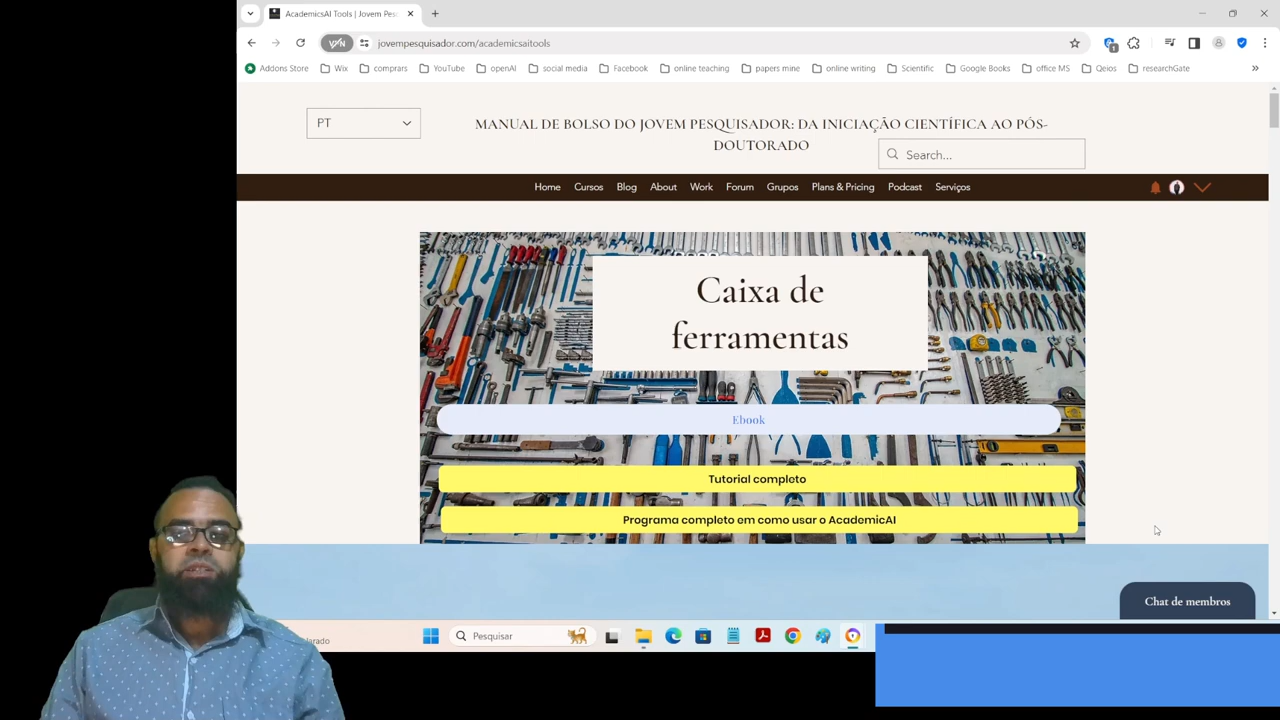 AcademicsAI Tools | Jovem Pes
VPN
jovempesquisador.com/academicsaitools
1
Addons Store
Wix
comprars
YouTube
openAI
social media
Facebook
online teaching
papers mine
online writing
Scientific
Google Books
office MS
Qeios
researchGate
PT
MANUAL DE BOLSO DO JOVEM PESQUISADOR: DA INICIAÇÃO CIENTÍFICA AO PÓS-
DOUTORADO
Search...
Home
Cursos
Blog
About
Work
Forum
Grupos
Plans & Pricing
Podcast
Serviços
Caixa de
ferramentas
Ebook
Tutorial completo
Programa completo em como usar o AcademicAI
Chat de membros
Pesquisar